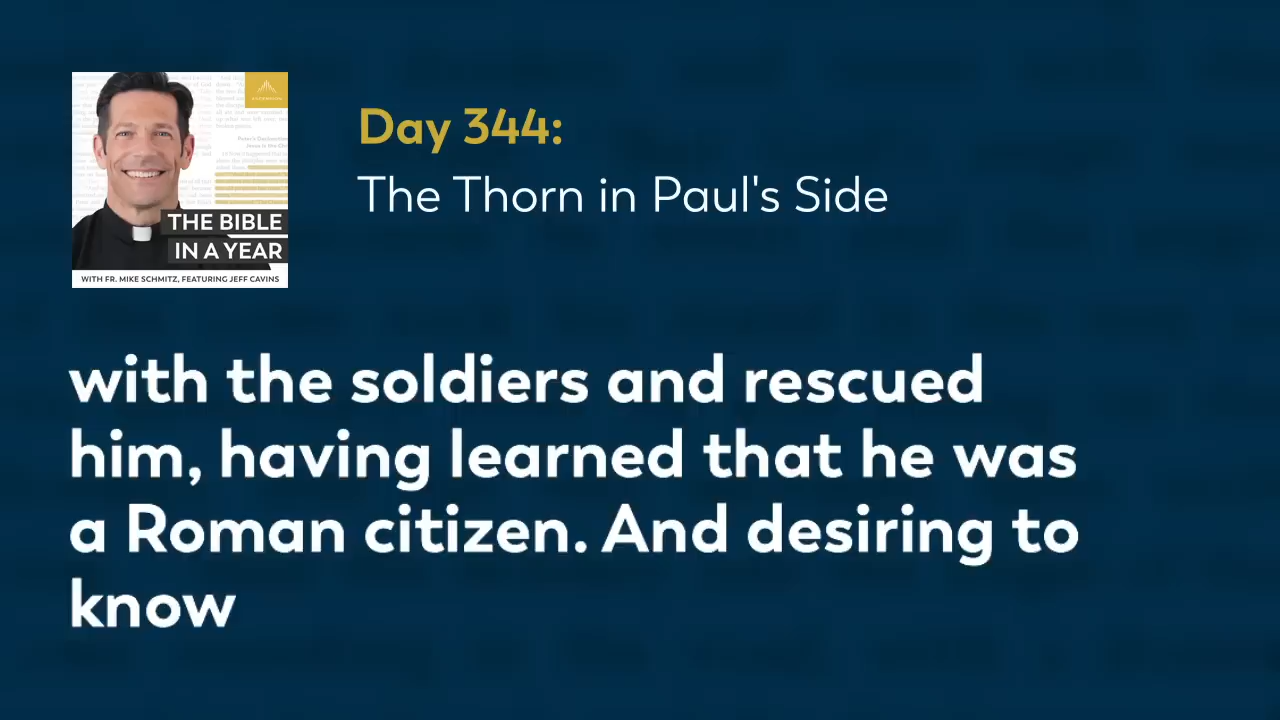 Day 344:
The Thorn in Paul's Side
THE BIBLE
IN A YEAR
WITH FR. MIKE SCHMITZ, FEATURING JEFF CAVINS
with the soldiers and rescued
him, having learned that he was
a Roman citizen. And desiring to
know